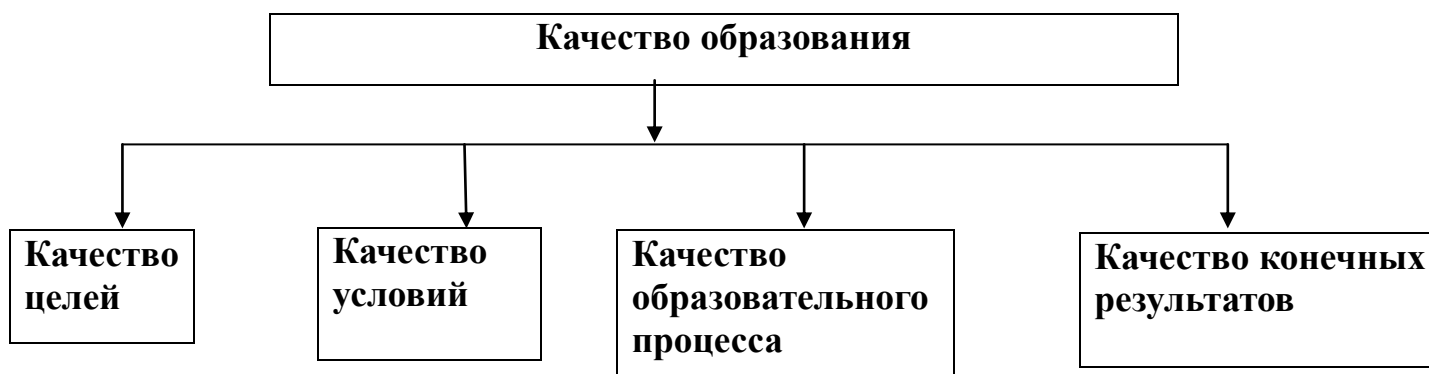 Качество образования
Качество
целей
Качество
условий
Качество
образовательного
процесса
Качество конечных
результатов